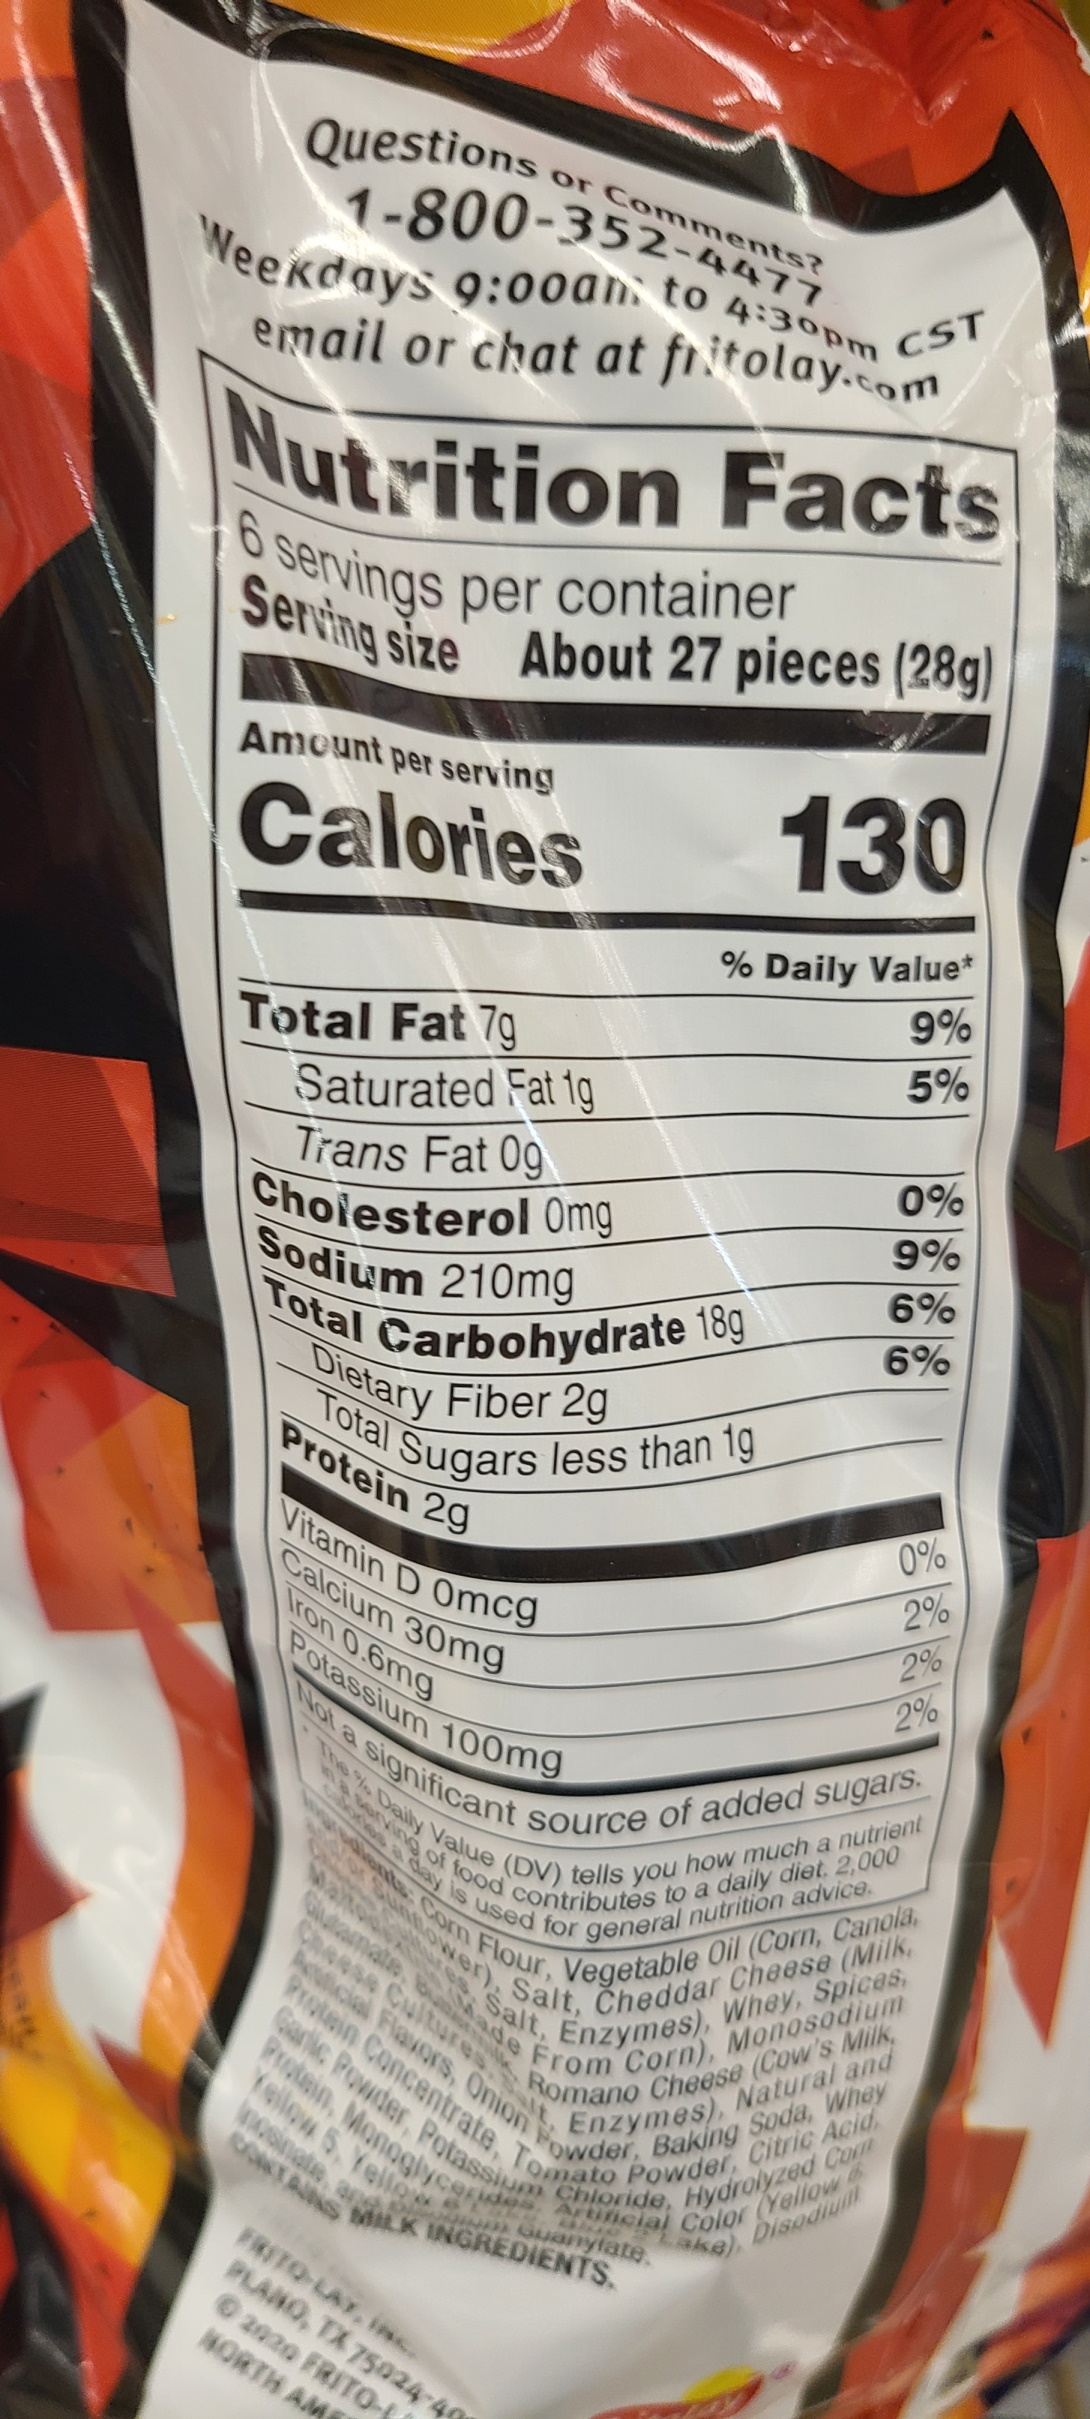 Questions or Comments?
1-800-352-4477
Weekdays 9:00am to 4:30pm CST
email or chat at fritolay.com
Nutrition Facts
6 servings per container
Serving size About 27 pieces (28g)
Amount per serving
Calories 130
% Daily Value*
Total Fat 7g 9%
Saturated Fat 1g 5%
Trans Fat 0g
Cholesterol 0mg 0%
Sodium 210mg 9%
Total Carbohydrate 18g 6%
Dietary Fiber 2g 6%
Total Sugars less than 1g
Protein 2g
Vitamin D 0mcg 0%
Calcium 30mg 2%
Iron 0.6mg 2%
Potassium 100mg 2%
Not a significant source of added sugars.
* The % Daily Value (DV) tells you how much a nutrient
in a serving of food contributes to a daily diet. 2,000
calories a day is used for general nutrition advice.
Ingredients: Corn Flour, Vegetable Oil (Corn, Canola,
Sunflower), Salt, Cheddar Cheese (Milk,
Salt, Enzymes), Whey, Spices,
Made From Corn), Monosodium
Glutamate, Romano Cheese (Cow's Milk,
Cheese Cultures, Salt, Enzymes), Natural and
Artificial Flavors, Onion Powder, Baking Soda, Whey
Protein Concentrate, Tomato Powder, Citric Acid,
Garlic Powder, Potassium Chloride, Hydrolyzed Corn
Protein, Monoglycerides, Artificial Color (Yellow 6,
Yellow 5, Yellow 6 Lake), Disodium
Inosinate, and Disodium Guanylate.
CONTAINS MILK INGREDIENTS.
FRITO-LAY, INC.
PLANO, TX 75024-40
© 2020 FRITO-L
NORTH AME